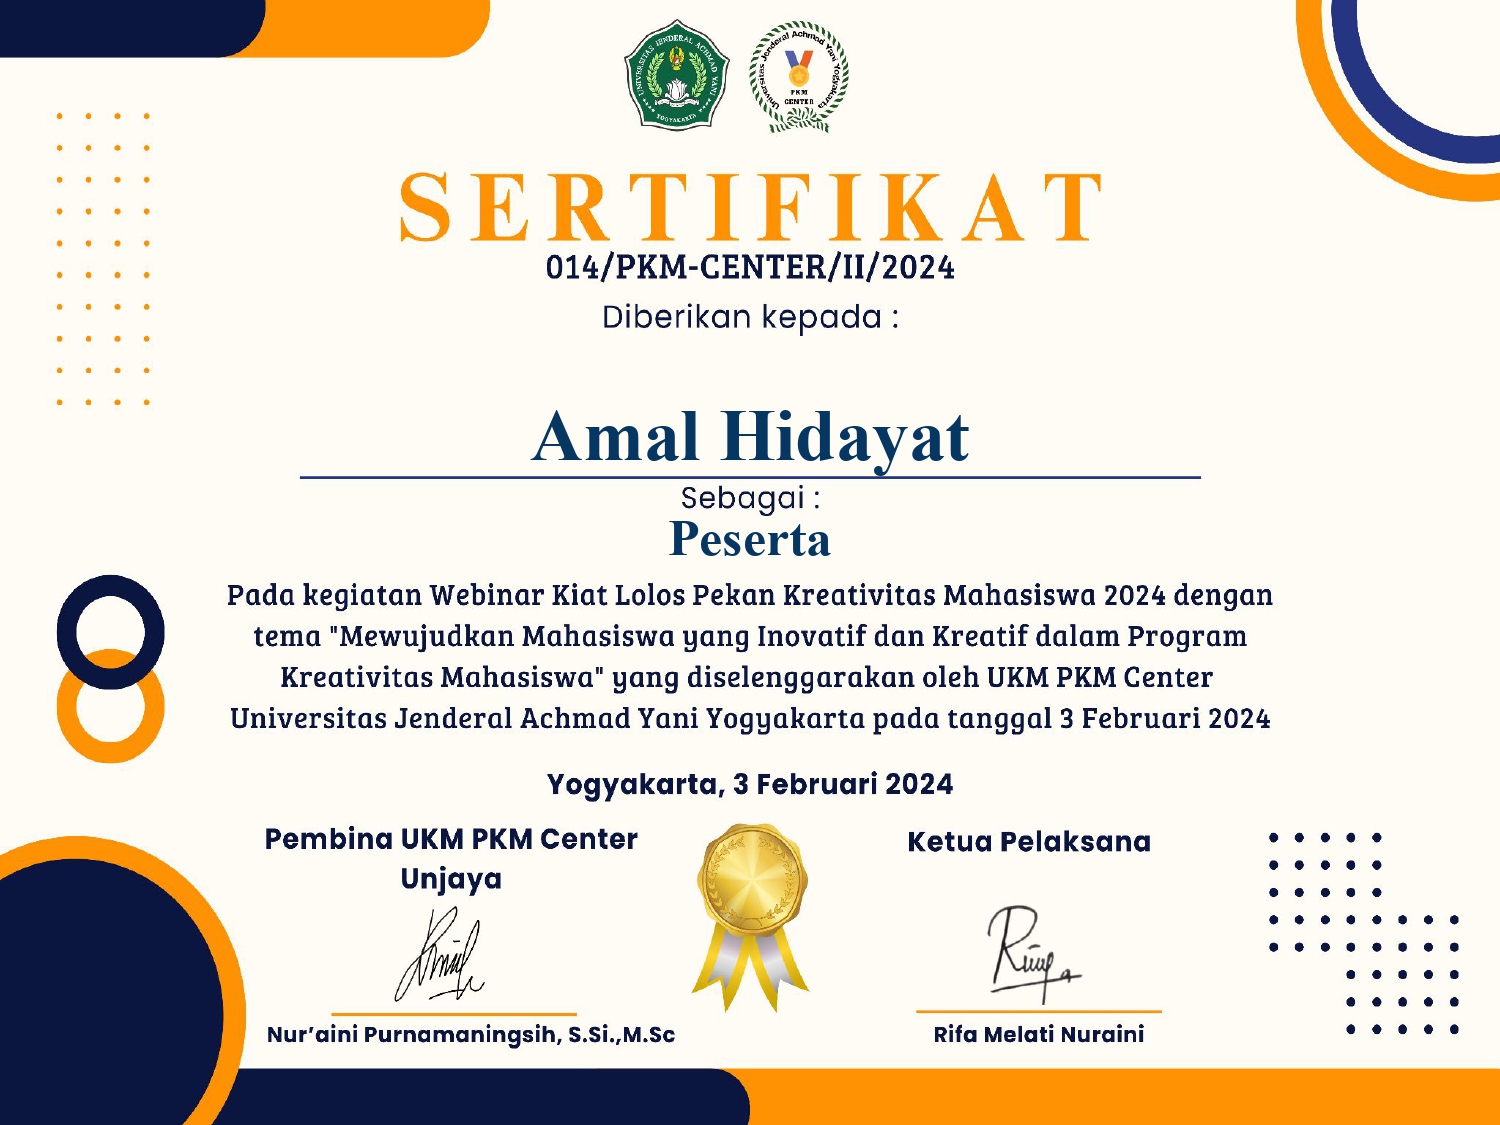 UNIVERSITAS JENDERAL ACHMAD YANI
YOGYAKARTA
Universitas Jenderal Achmad Yani Yogyakarta
PKM
CENTER
SERTIFIKAT
014/PKM-CENTER/II/2024
Diberikan kepada :
Amal Hidayat
Sebagai :
Peserta
Pada kegiatan Webinar Kiat Lolos Pekan Kreativitas Mahasiswa 2024 dengan
tema "Mewujudkan Mahasiswa yang Inovatif dan Kreatif dalam Program
Kreativitas Mahasiswa" yang diselenggarakan oleh UKM PKM Center
Universitas Jenderal Achmad Yani Yogyakarta pada tanggal 3 Februari 2024
Yogyakarta, 3 Februari 2024
Pembina UKM PKM Center
Unjaya
Ketua Pelaksana
Nur’aini Purnamaningsih, S.Si.,M.Sc
Rifa Melati Nuraini